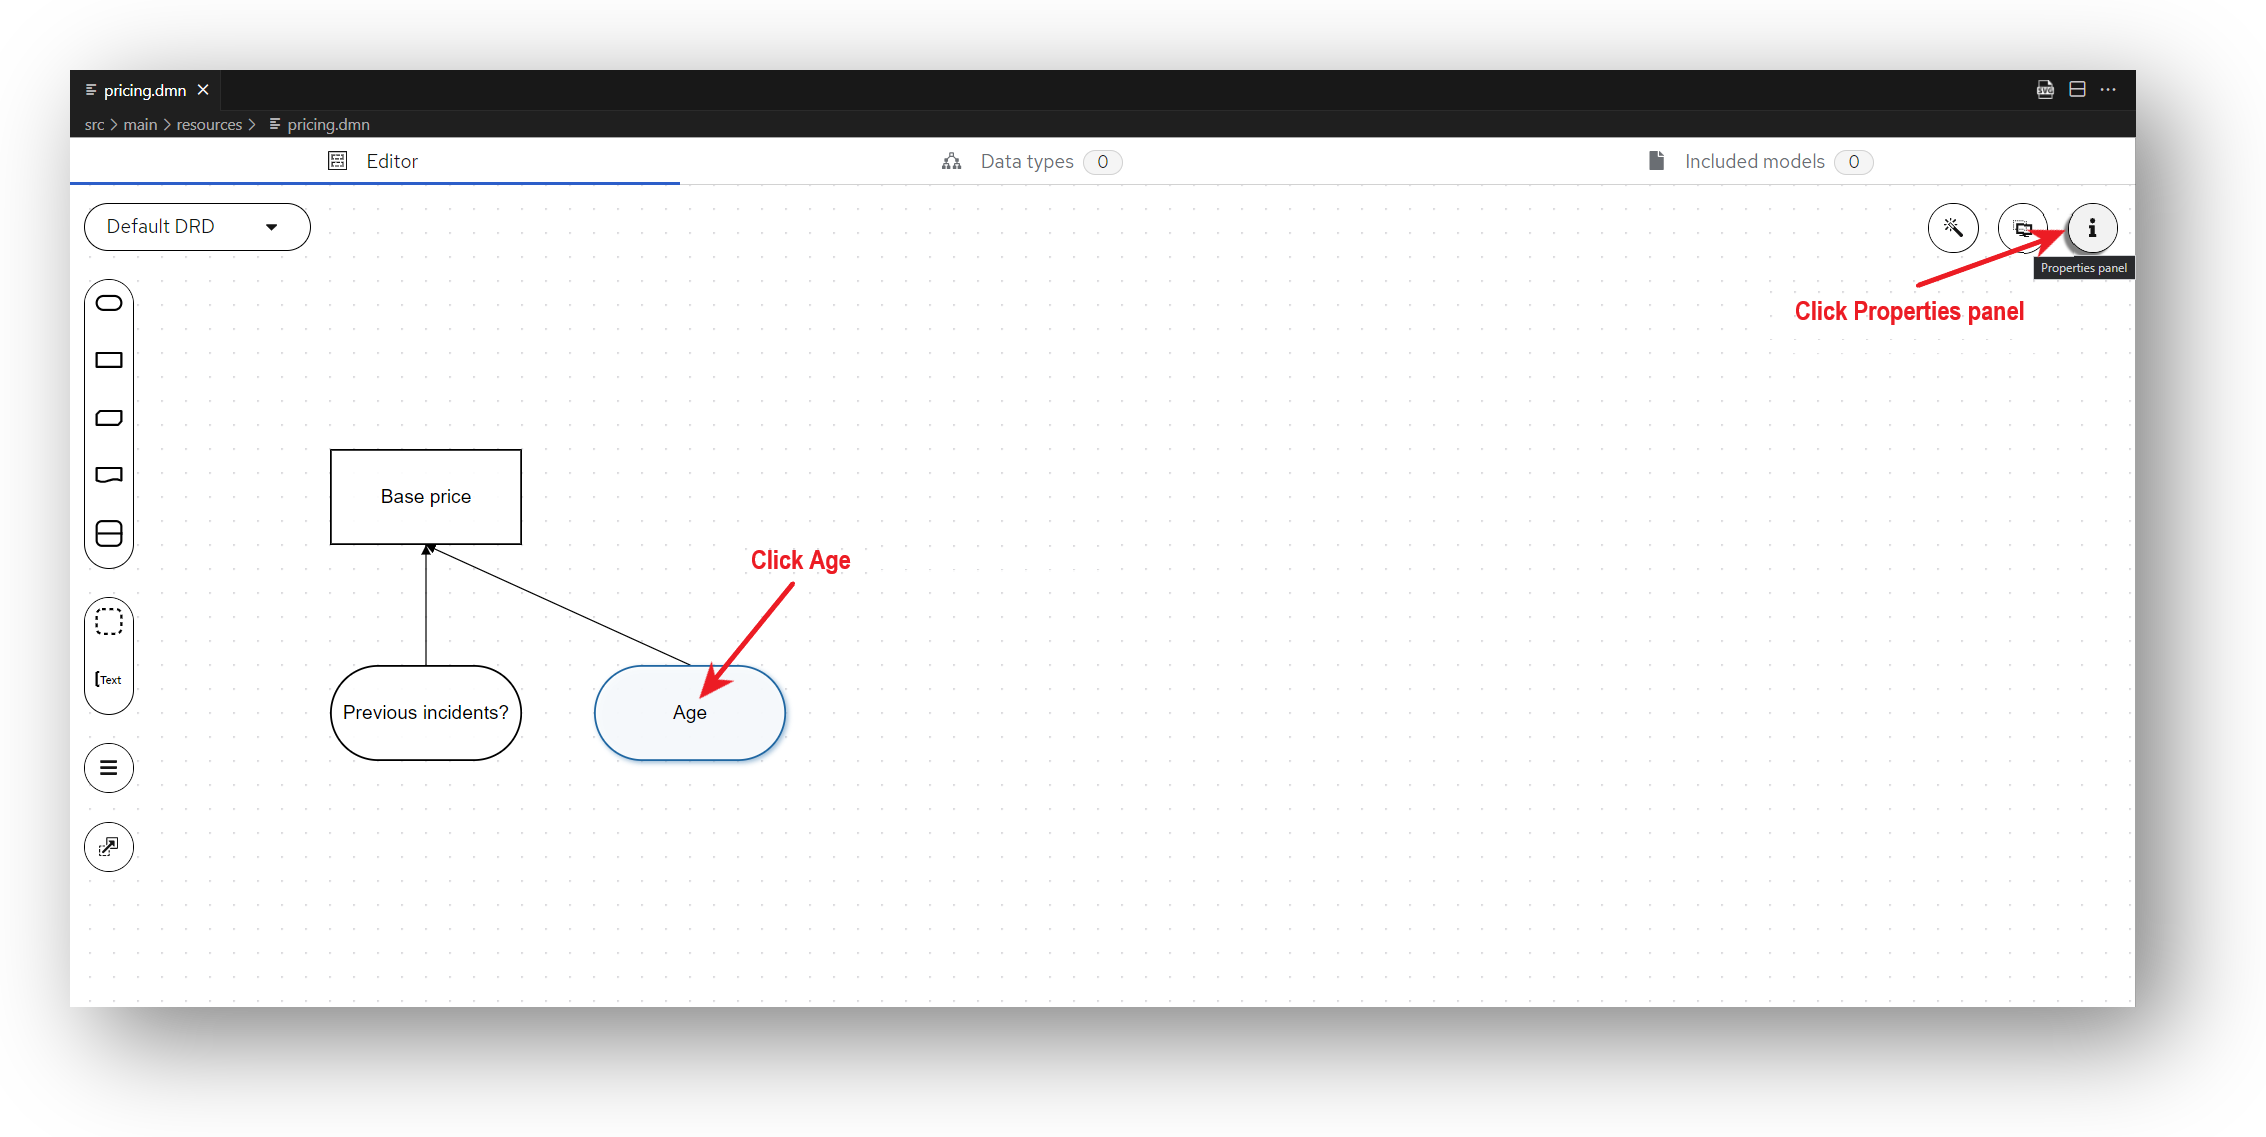 pricing.dmn
src > main > resources > pricing.dmn
Editor
Data types 0
Included models 0
Default DRD
SVG
i
Properties panel
Click Properties panel
Base price
Click Age
Text
Previous incidents?
Age